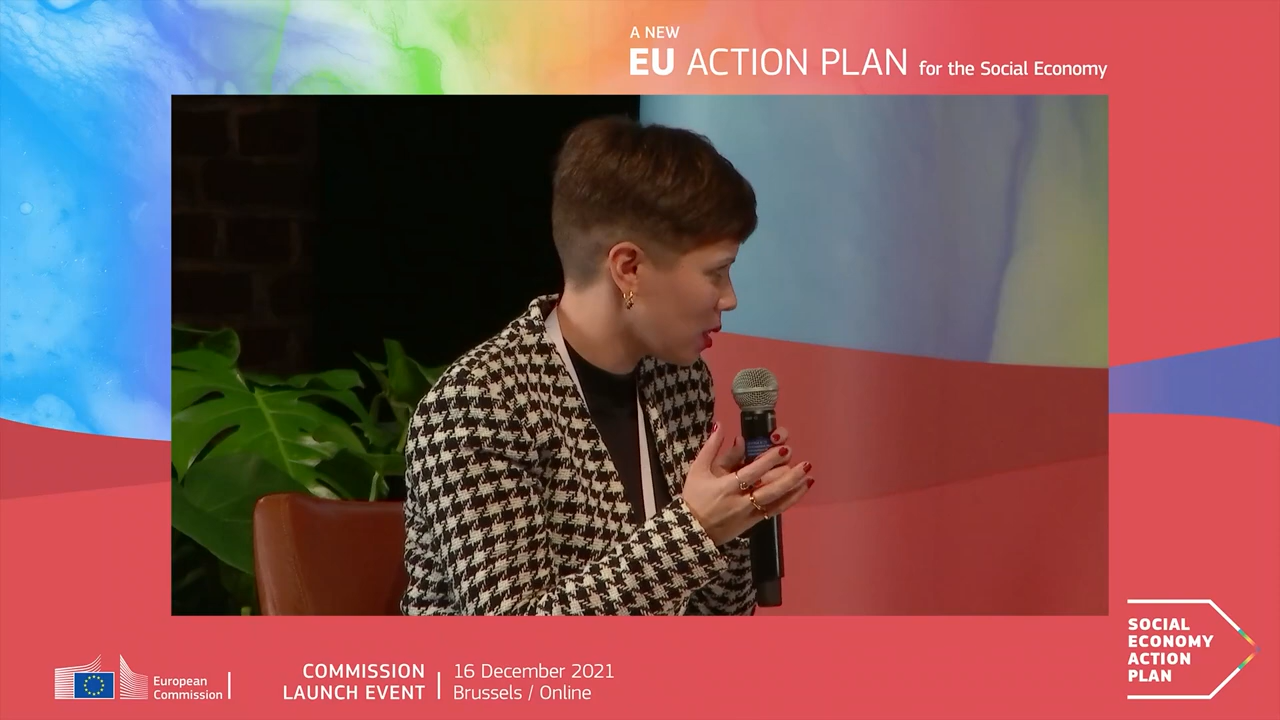 A NEW
EU ACTION PLAN for the Social Economy
European
Commission
COMMISSION
LAUNCH EVENT
16 December 2021
Brussels / Online
SOCIAL
ECONOMY
ACTION
PLAN